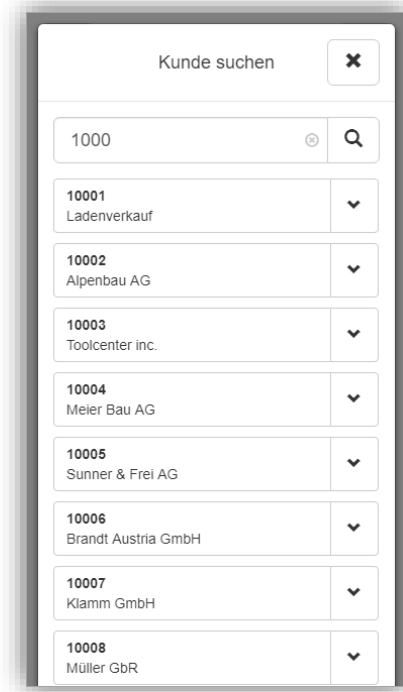 Kunde suchen
1000
10001
Ladenverkauf
10002
Alpenbau AG
10003
Toolcenter inc.
10004
Meier Bau AG
10005
Sunner & Frei AG
10006
Brandt Austria GmbH
10007
Klamm GmbH
10008
Müller GbR